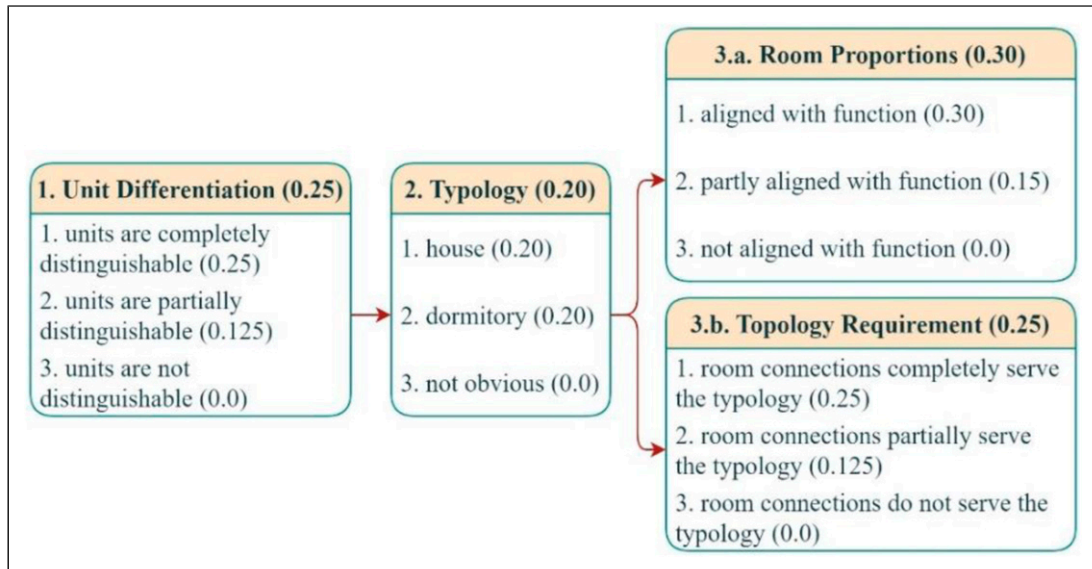 1. Unit Differentiation (0.25)
1. units are completely
distinguishable (0.25)
2. units are partially
distinguishable (0.125)
3. units are not
distinguishable (0.0)
2. Typology (0.20)
1. house (0.20)
2. dormitory (0.20)
3. not obvious (0.0)
3.a. Room Proportions (0.30)
1. aligned with function (0.30)
2. partly aligned with function (0.15)
3. not aligned with function (0.0)
3.b. Topology Requirement (0.25)
1. room connections completely serve
the typology (0.25)
2. room connections partially serve
the typology (0.125)
3. room connections do not serve the
typology (0.0)